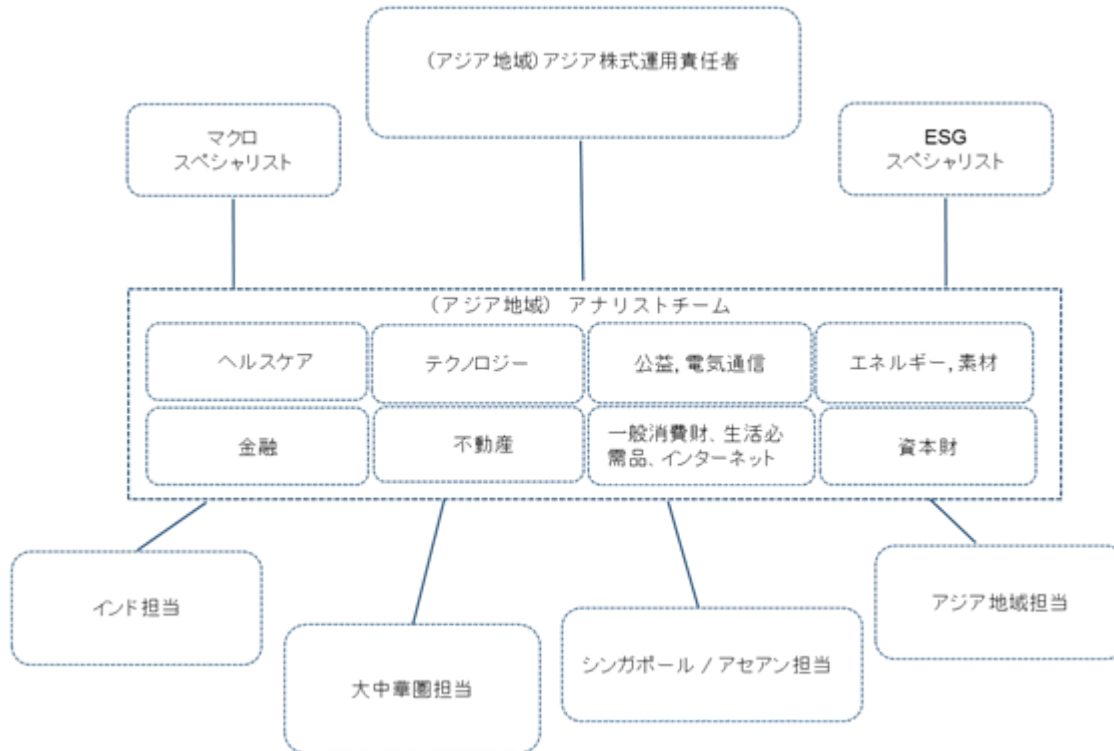 (アジア地域)アジア株式運用責任者
マクロ
スペシャリスト
ESG
スペシャリスト
(アジア地域) アナリストチーム
ヘルスケア
テクノロジー
公益, 電気通信
エネルギー, 素材
金融
不動産
一般消費財、生活必
需品、インターネット
資本財
インド担当
大中華圏担当
シンガポール / アセアン担当
アジア地域担当